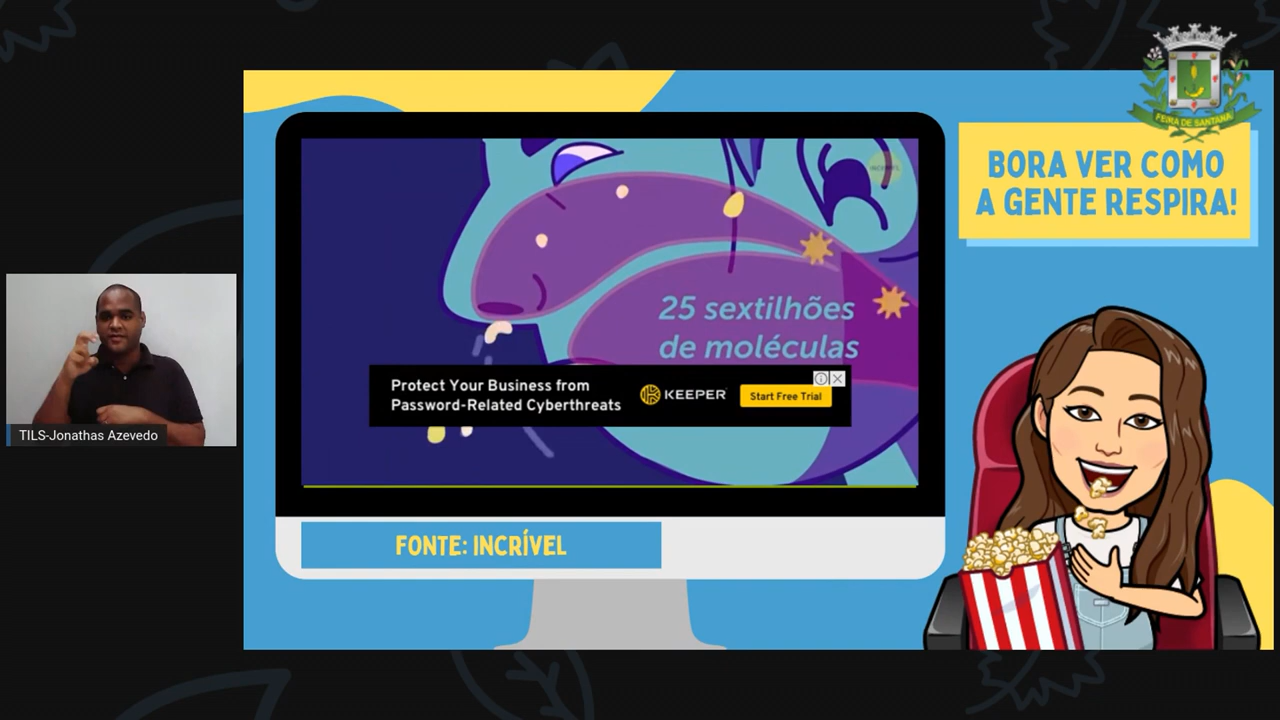 FEIRA DE SANTANA
BORA VER COMO
A GENTE RESPIRA!
25 sextilhões
de moléculas
Protect Your Business from
Password-Related Cyberthreats
KEEPER
Start Free Trial
TILS-Jonathas Azevedo
FONTE: INCRÍVEL